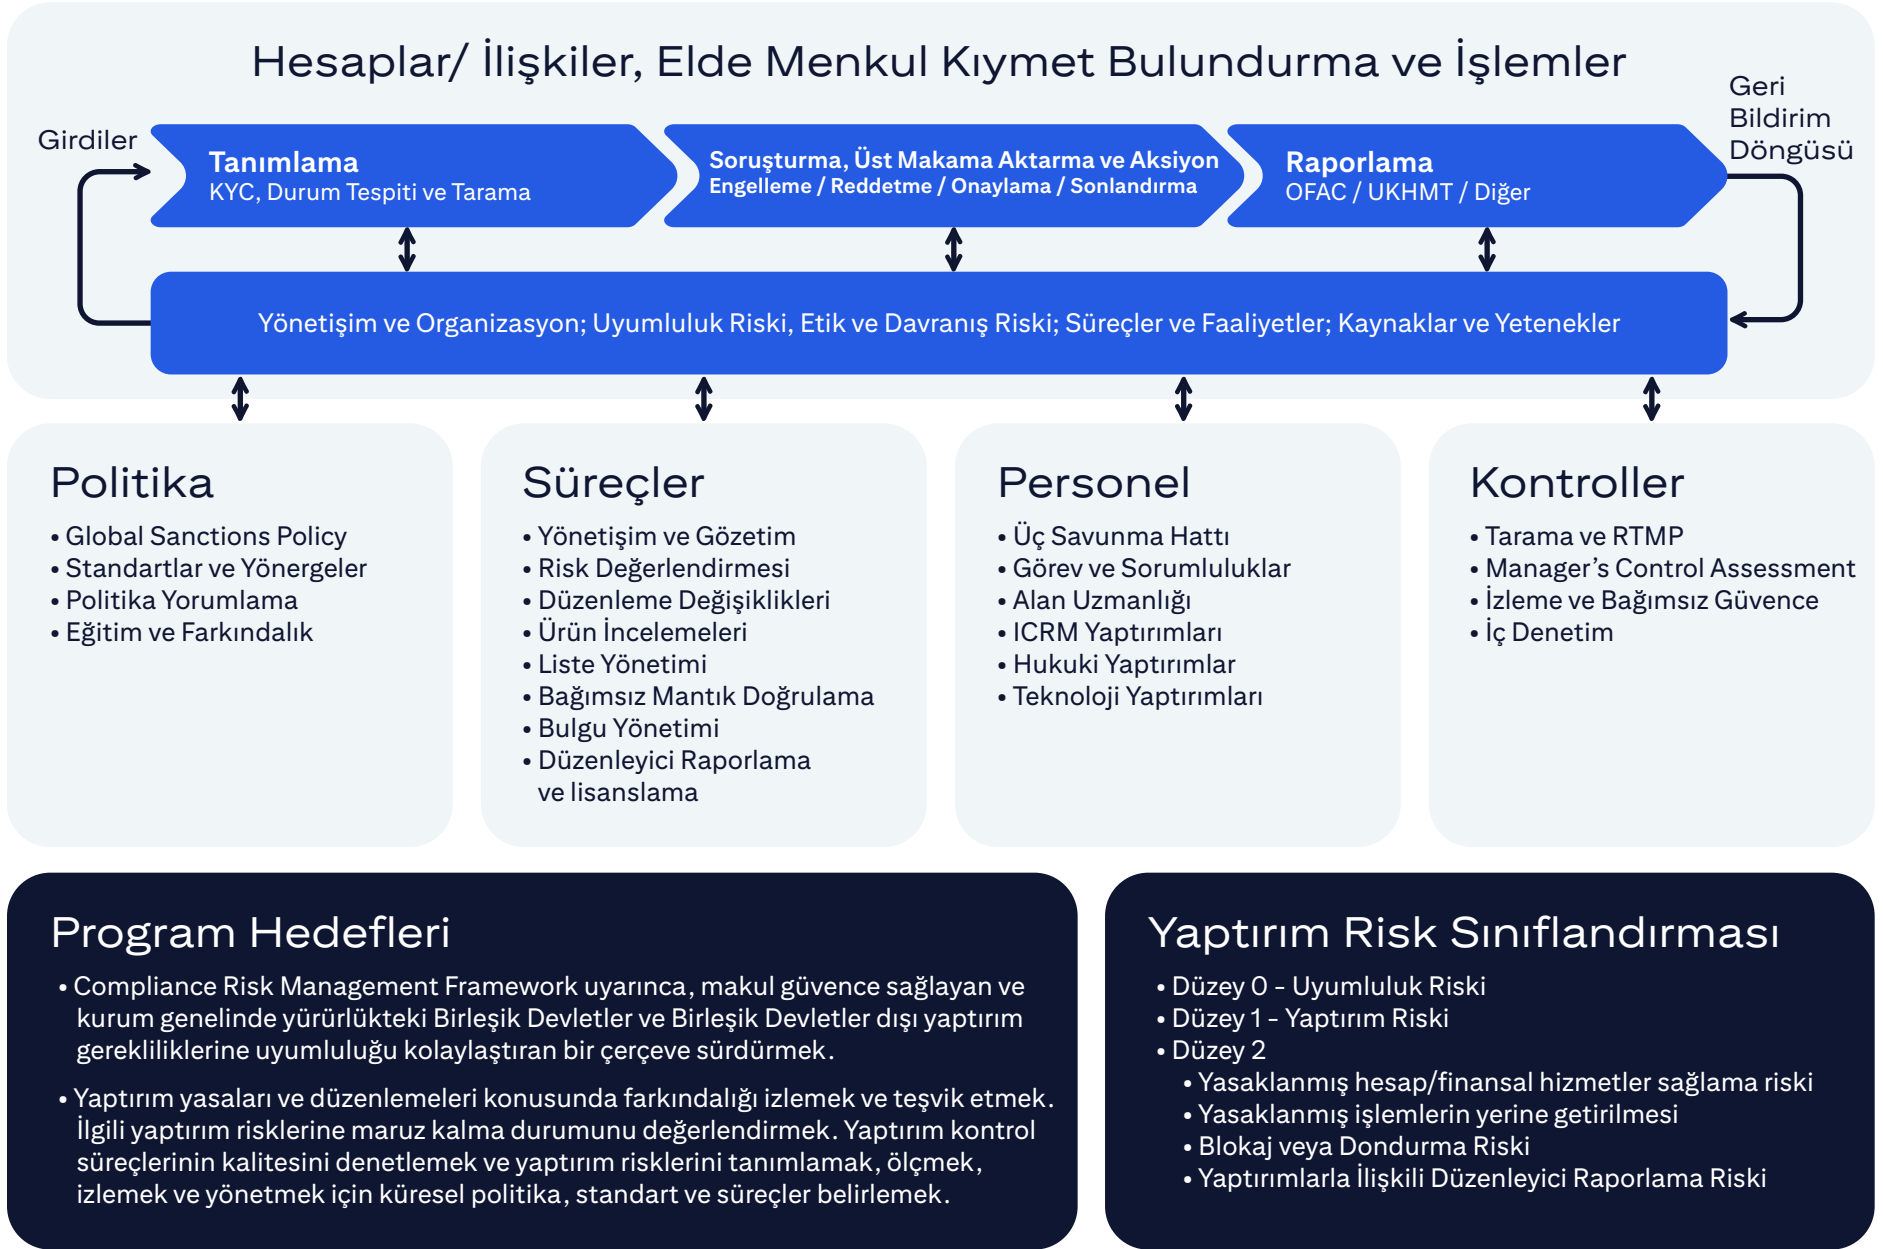 Hesaplar/ İlişkiler, Elde Menkul Kıymet Bulundurma ve İşlemler
Girdiler
Geri
Bildirim
Döngüsü
Tanımlama
KYC, Durum Tespiti ve Tarama
Soruşturma, Üst Makama Aktarma ve Aksiyon
Engelleme / Reddetme / Onaylama / Sonlandırma
Raporlama
OFAC / UKHMT / Diğer
Yönetişim ve Organizasyon; Uyumluluk Riski, Etik ve Davranış Riski; Süreçler ve Faaliyetler; Kaynaklar ve Yetenekler
Politika
• Global Sanctions Policy
• Standartlar ve Yönergeler
• Politika Yorumlama
• Eğitim ve Farkındalık
Süreçler
• Yönetişim ve Gözetim
• Risk Değerlendirmesi
• Düzenleme Değişiklikleri
• Ürün İncelemeleri
• Liste Yönetimi
• Bağımsız Mantık Doğrulama
• Bulgu Yönetimi
• Düzenleyici Raporlama
ve lisanslama
Personel
• Üç Savunma Hattı
• Görev ve Sorumluluklar
• Alan Uzmanlığı
• ICRM Yaptırımları
• Hukuki Yaptırımlar
• Teknoloji Yaptırımları
Kontroller
• Tarama ve RTMP
• Manager’s Control Assessment
• İzleme ve Bağımsız Güvence
• İç Denetim
Program Hedefleri
• Compliance Risk Management Framework uyarınca, makul güvence sağlayan ve
kurum genelinde yürürlükteki Birleşik Devletler ve Birleşik Devletler dışı yaptırım
gerekliliklerine uyumluluğu kolaylaştıran bir çerçeve sürdürmek.
• Yaptırım yasaları ve düzenlemeleri konusunda farkındalığı izlemek ve teşvik etmek.
İlgili yaptırım risklerine maruz kalma durumunu değerlendirmek. Yaptırım kontrol
süreçlerinin kalitesini denetlemek ve yaptırım risklerini tanımlamak, ölçmek,
izlemek ve yönetmek için küresel politika, standart ve süreçler belirlemek.
Yaptırım Risk Sınıflandırması
• Düzey 0 - Uyumluluk Riski
• Düzey 1 - Yaptırım Riski
• Düzey 2
• Yasaklanmış hesap/finansal hizmetler sağlama riski
• Yasaklanmış işlemlerin yerine getirilmesi
• Blokaj veya Dondurma Riski
• Yaptırımlarla İlişkili Düzenleyici Raporlama Riski